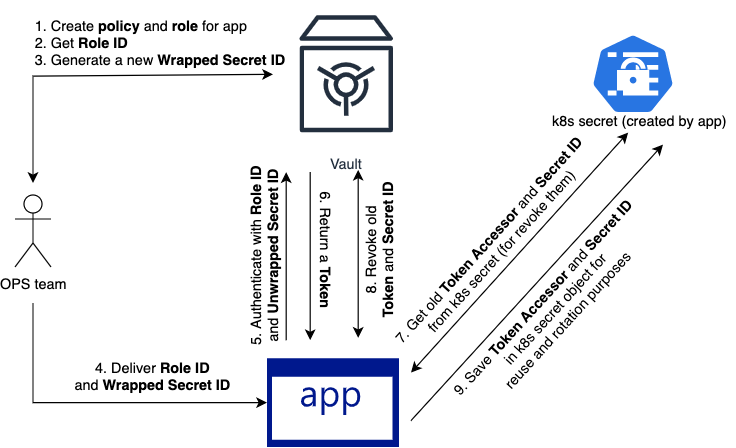 1. Create policy and role for app
2. Get Role ID
3. Generate a new Wrapped Secret ID
k8s secret (created by app)
Vault
OPS team
5. Authenticate with Role ID
and Unwrapped Secret ID
6. Return a Token
8. Revoke old
Token and Secret ID
7. Get old Token Accessor and Secret ID
from k8s secret (for revoke them)
9. Save Token Accessor and Secret ID
in k8s secret object for
reuse and rotation purposes
4. Deliver Role ID
and Wrapped Secret ID
app